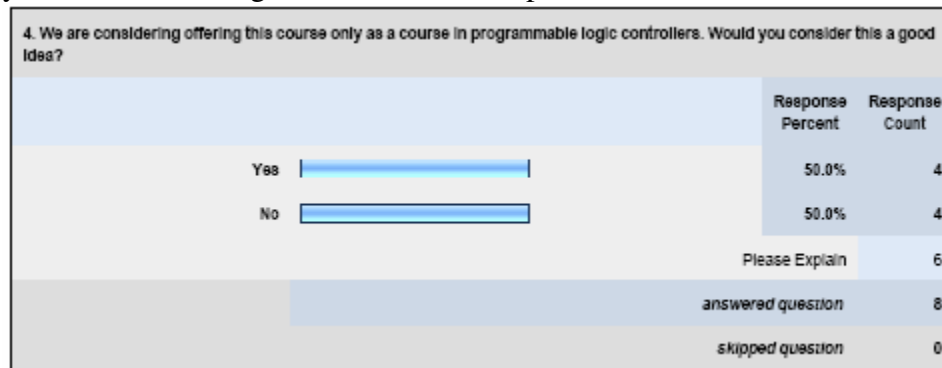 4. We are considering offering this course only as a course in programmable logic controllers. Would you consider this a good
idea?
Response Percent
Response Count
Yes 50.0% 4
No 50.0% 4
Please Explain 6
answered question 8
skipped question 0